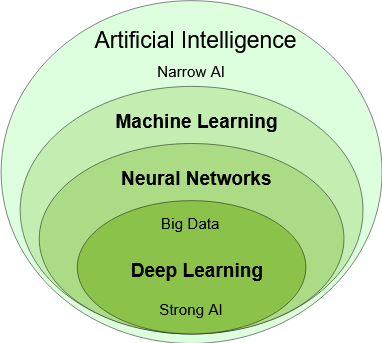 Artificial Intelligence
Narrow AI
Machine Learning
Neural Networks
Big Data
Deep Learning
Strong AI